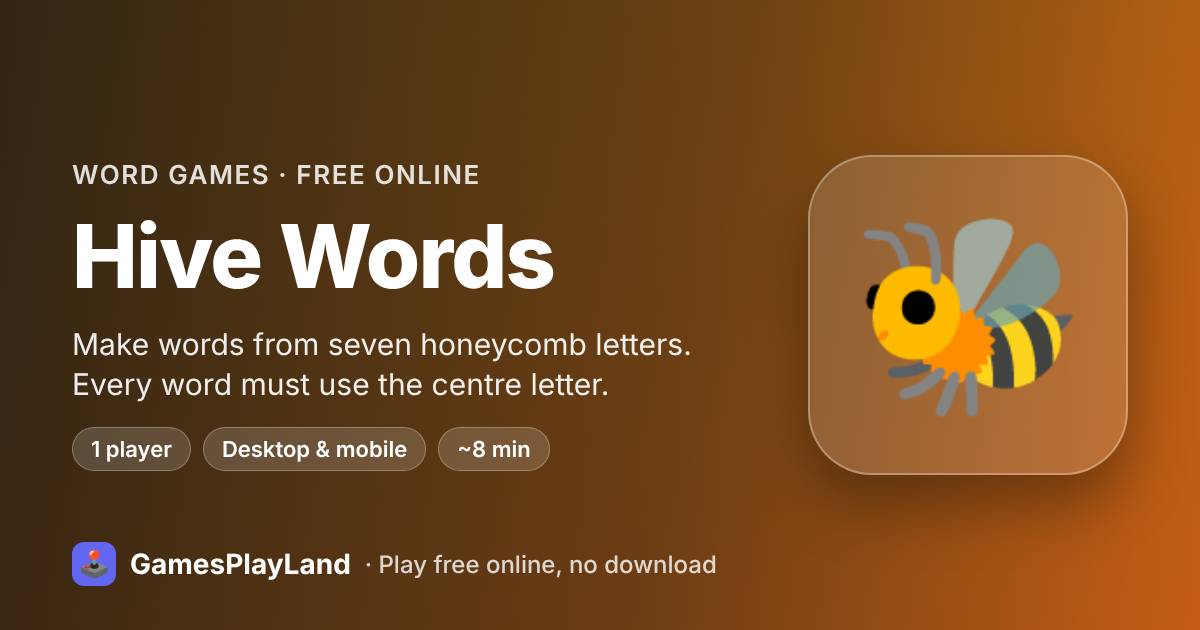 WORD GAMES · FREE ONLINE
Hive Words
Make words from seven honeycomb letters.
Every word must use the centre letter.
1 player
Desktop & mobile
~8 min
GamesPlayLand · Play free online, no download